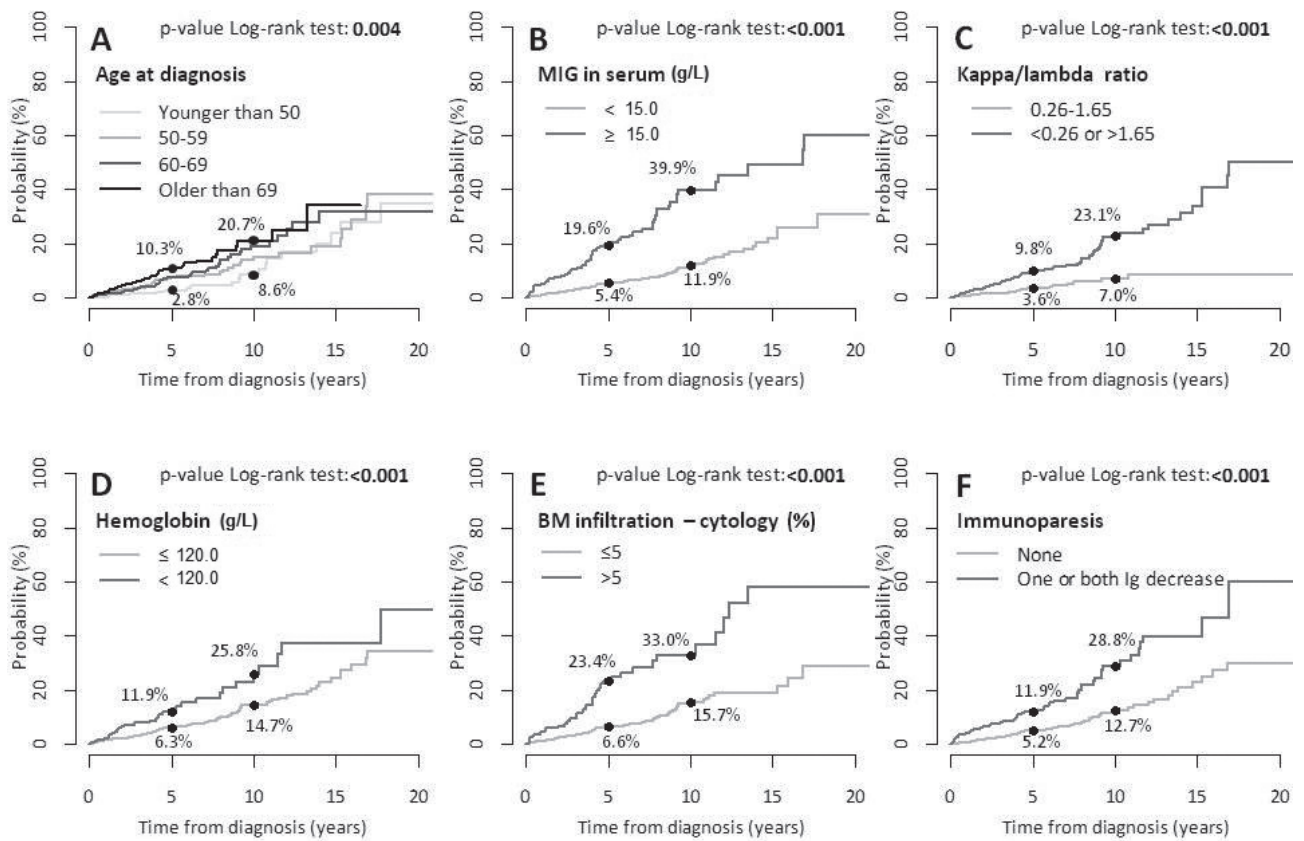 A
p-value Log-rank test: 0.004
Age at diagnosis
Younger than 50
50-59
60-69
Older than 69
10.3%
20.7%
2.8%
8.6%
Probability (%)
0 20 40 60 80 100
0 5 10 15 20
Time from diagnosis (years)
B
p-value Log-rank test:<0.001
MIG in serum (g/L)
< 15.0
≥ 15.0
39.9%
19.6%
11.9%
5.4%
Probability (%)
0 20 40 60 80 100
0 5 10 15 20
Time from diagnosis (years)
C
p-value Log-rank test:<0.001
Kappa/lambda ratio
0.26-1.65
<0.26 or >1.65
23.1%
9.8%
3.6%
7.0%
Probability (%)
0 20 40 60 80 100
0 5 10 15 20
Time from diagnosis (years)
D
p-value Log-rank test:<0.001
Hemoglobin (g/L)
≤ 120.0
< 120.0
25.8%
11.9%
14.7%
6.3%
Probability (%)
0 20 40 60 80 100
0 5 10 15 20
Time from diagnosis (years)
E
p-value Log-rank test:<0.001
BM infiltration – cytology (%)
≤5
>5
33.0%
23.4%
15.7%
6.6%
Probability (%)
0 20 40 60 80 100
0 5 10 15 20
Time from diagnosis (years)
F
p-value Log-rank test:<0.001
Immunoparesis
None
One or both Ig decrease
28.8%
11.9%
12.7%
5.2%
Probability (%)
0 20 40 60 80 100
0 5 10 15 20
Time from diagnosis (years)